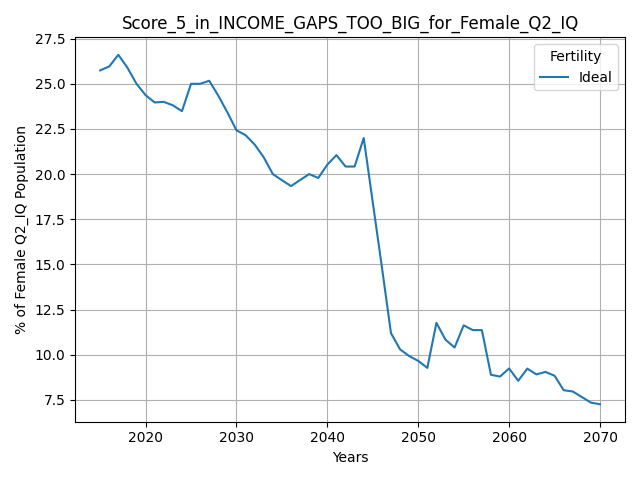 Score_5_in_INCOME_GAPS_TOO_BIG_for_Female_Q2_IQ
27.5
25.0
22.5
20.0
17.5
15.0
12.5
10.0
7.5
% of Female Q2_IQ Population
Fertility
Ideal
2020 2030 2040 2050 2060 2070
Years